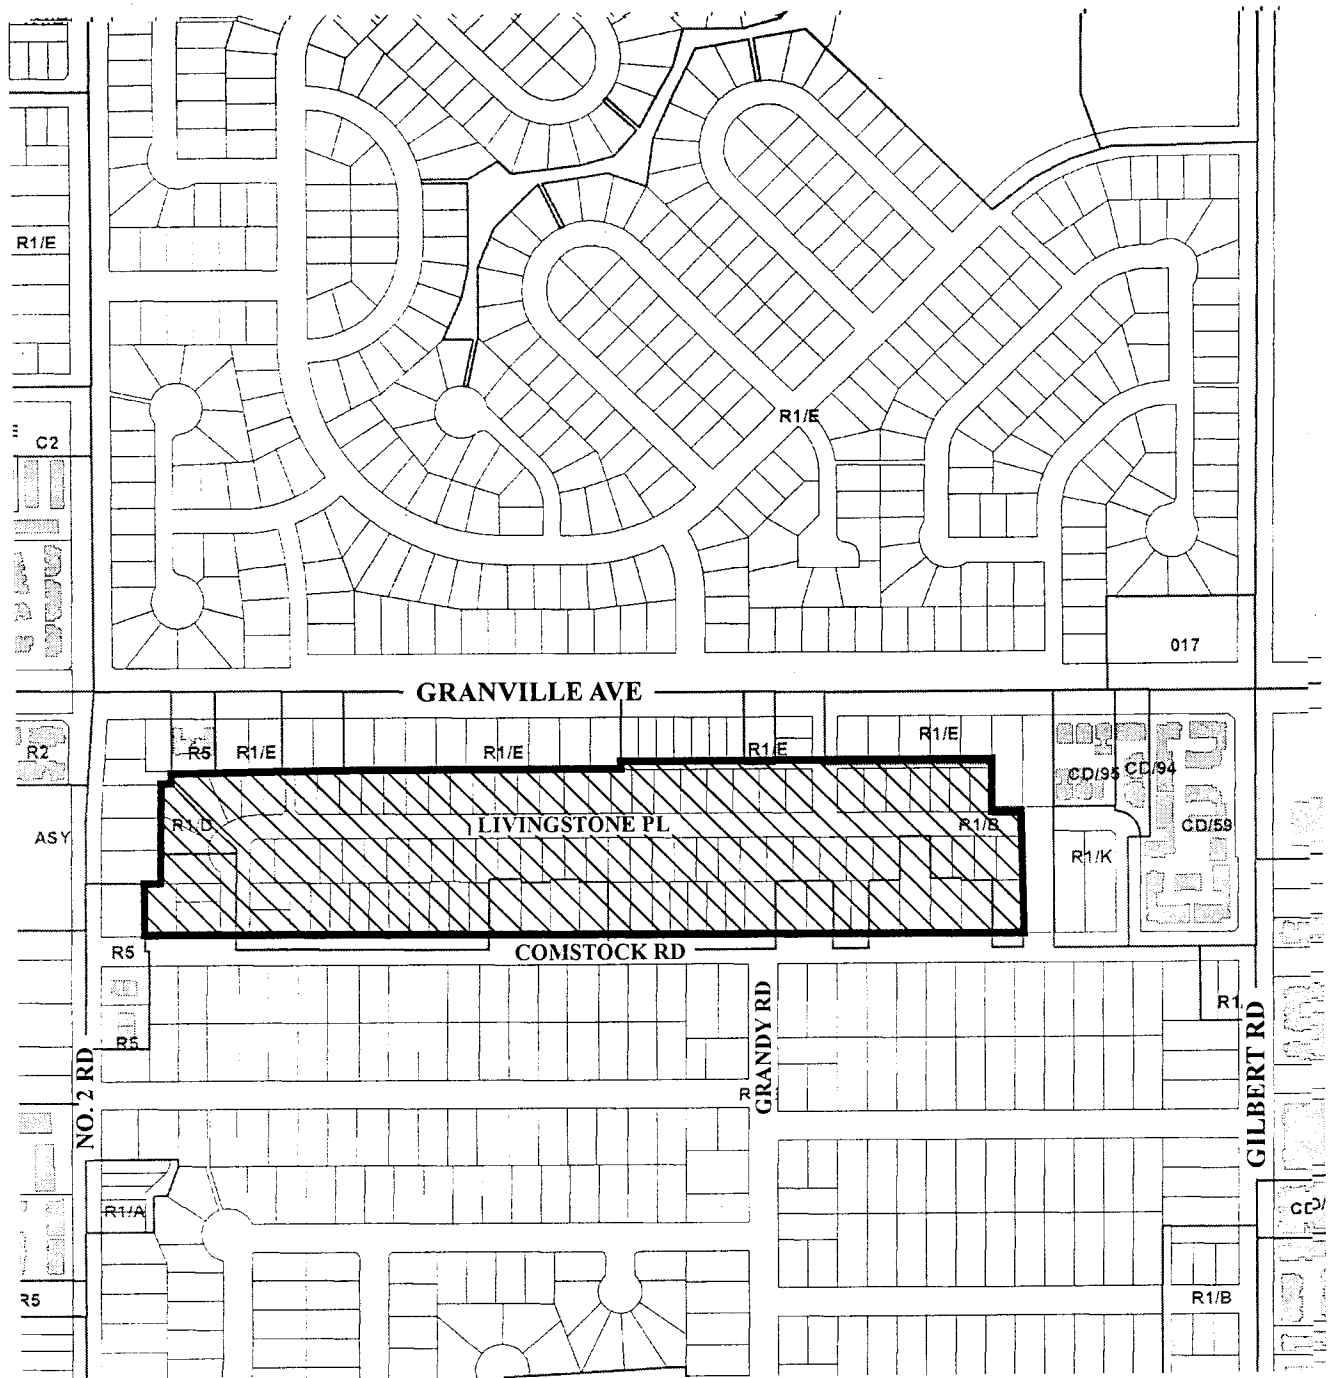 R1/E
C2
R1/E
017
GRANVILLE AVE
R2
R5
R1/E
R1/E
R1/E
R1/E
CD/95
CD/94
ASY
R1/D
LIVINGSTONE PL
R1/B
CD/59
R1/K
R5
COMSTOCK RD
R5
R1
NO. 2 RD
GRANDY RD
GILBERT RD
R
R1/A
R5
R1/B